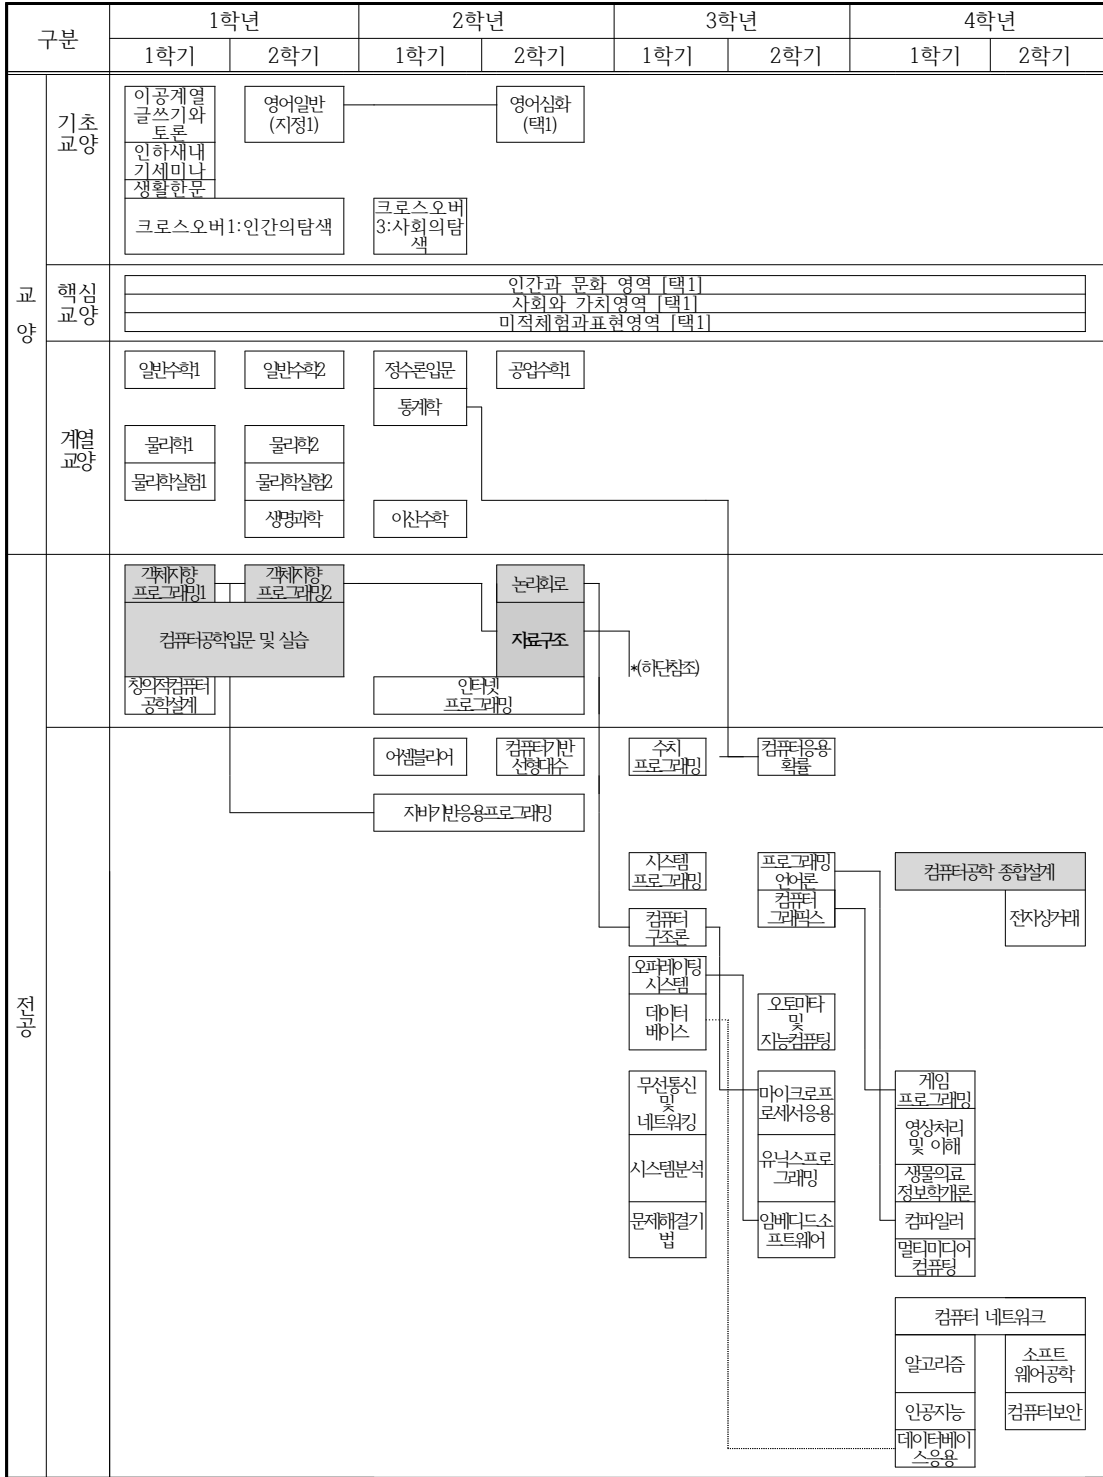 구분
1학년
2학년
3학년
4학년
1학기
2학기
1학기
2학기
1학기
2학기
1학기
2학기
교
양
기초
교양
이공계열
글쓰기와
토론
영어일반
(지정1)
영어심화
(택1)
인하새내
기세미나
생활한문
크로스오버1:인간의탐색
크로스오버
3:사회의탐
색
핵심
교양
인간과 문화 영역 [택1]
사회와 가치영역 [택1]
미적체험과표현영역 [택1]
계열
교양
일반수학1
일반수학2
정수론입문
공업수학1
통계학
물리학1
물리학2
물리학실험1
물리학실험2
생명과학
이산수학
전
공
객체지향
프로그래밍1
객체지향
프로그래밍2
논리회로
컴퓨터공학입문 및 실습
자료구조
*(하단참조)
창의적컴퓨터
공학설계
인터넷
프로그래밍
어셈블리어
컴퓨터기반
선형대수
수치
프로그래밍
컴퓨터응용
확률
자바기반응용프로그래밍
시스템
프로그래밍
프로그래밍
언어론
컴퓨터공학 종합설계
컴퓨터
그래픽스
전자상거래
컴퓨터
구조론
오퍼레이팅
시스템
데이터
베이스
오토마타
및
지능컴퓨팅
무선통신
및
네트워킹
마이크로프
로세서응용
게임
프로그래밍
영상처리
및 이해
시스템분석
유닉스프로
그래밍
생물의료
정보학개론
문제해결기
법
임베디드소
프트웨어
컴파일러
멀티미디어
컴퓨팅
컴퓨터 네트워크
알고리즘
소프트
웨어공학
인공지능
컴퓨터보안
데이터베이
스응용